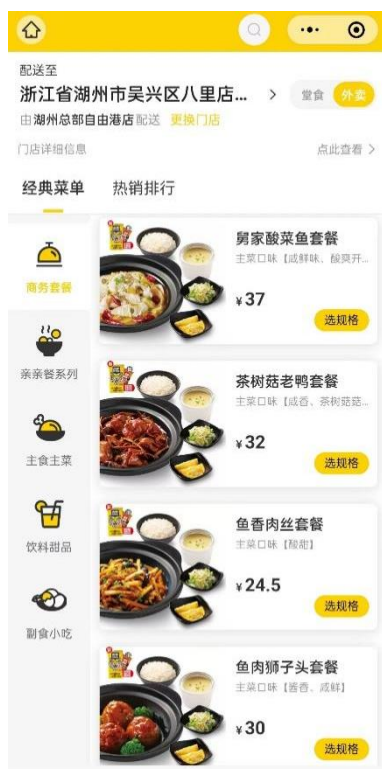 配送至
浙江省湖州市吴兴区八里店...
堂食 外卖
由湖州总部自由港店配送 更换门店
门店详细信息 点此查看
经典菜单 热销排行
商务套餐
亲亲餐系列
主食主菜
饮料甜品
副食小吃
舅家酸菜鱼套餐
主菜口味【咸鲜味、酸爽开...
¥37
选规格
茶树菇老鸭套餐
主菜口味【咸香、茶树菇菇...
¥32
选规格
鱼香肉丝套餐
主菜口味【酸甜】
¥24.5
选规格
鱼肉狮子头套餐
主菜口味【酱香、咸鲜】
¥30
选规格